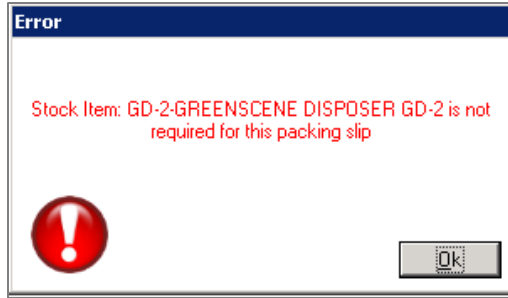 Error
Stock Item: GD-2-GREENSCENE DISPOSER GD-2 is not
required for this packing slip
Ok